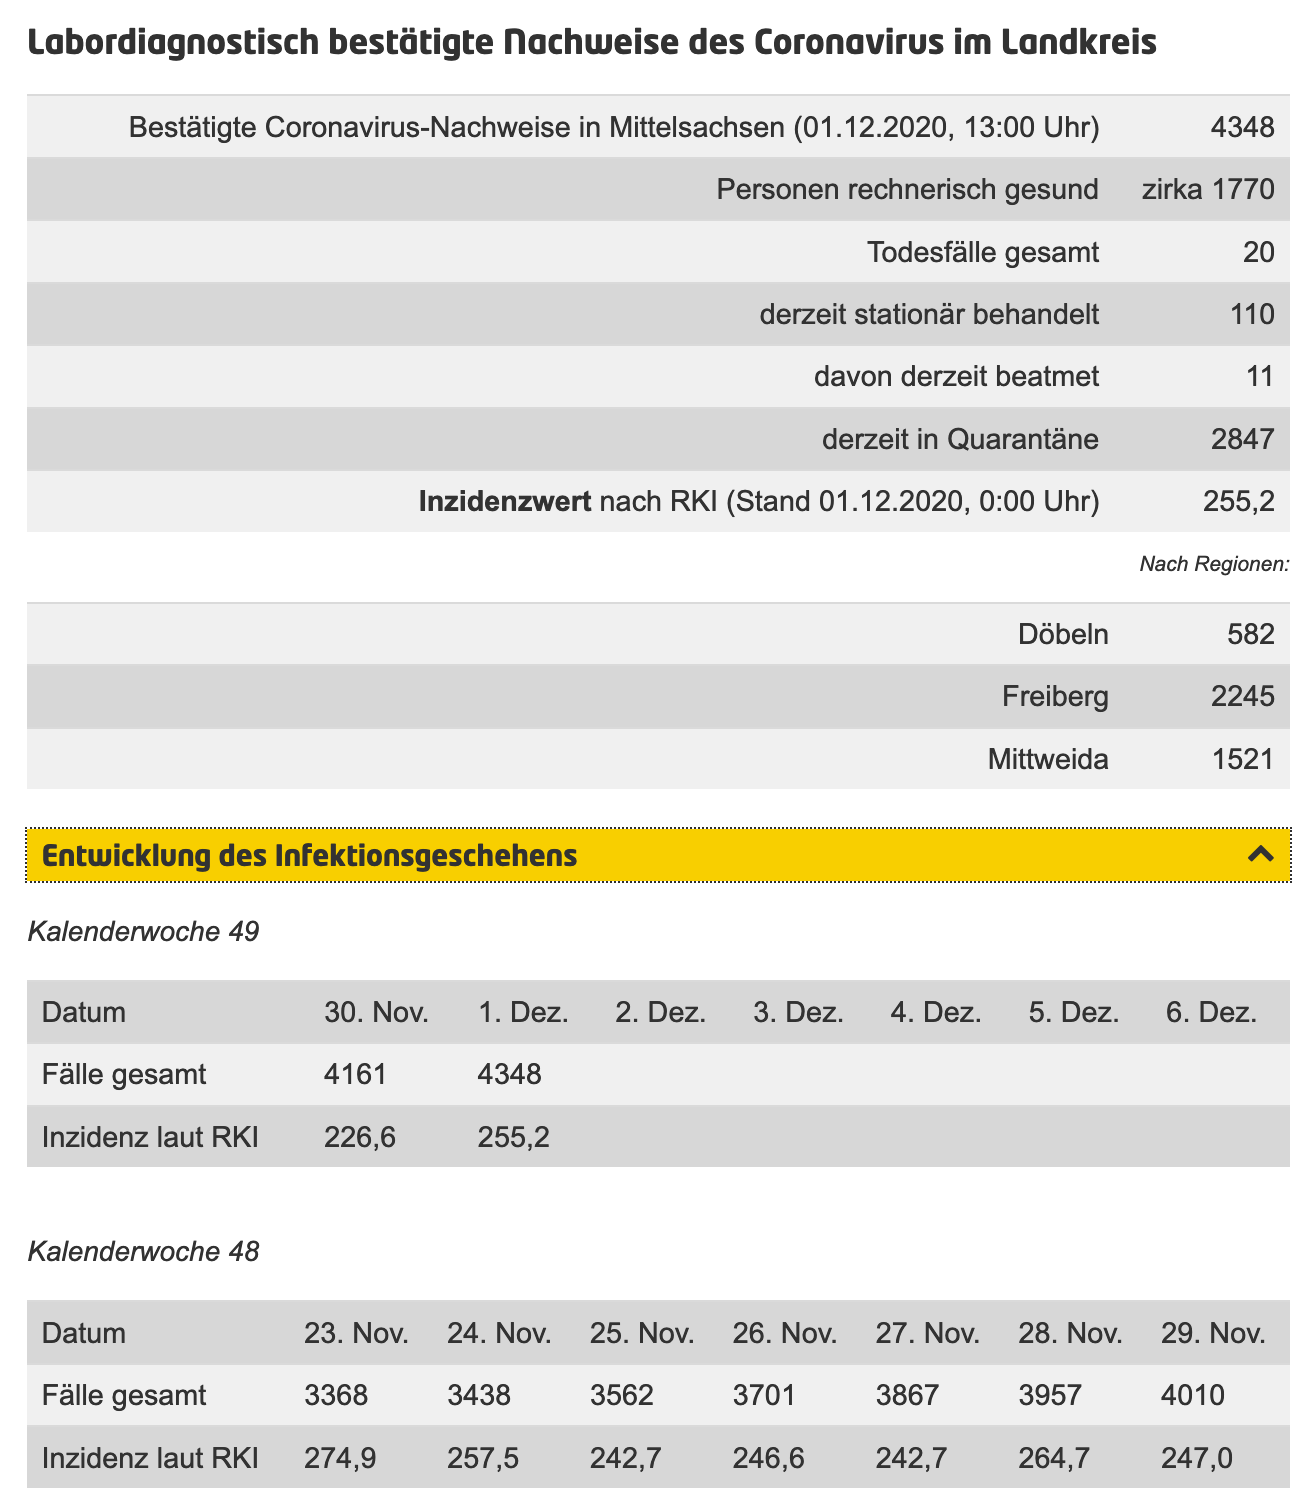 Labordiagnostisch bestätigte Nachweise des Coronavirus im Landkreis
Bestätigte Coronavirus-Nachweise in Mittelsachsen (01.12.2020, 13:00 Uhr) 4348
Personen rechnerisch gesund zirka 1770
Todesfälle gesamt 20
derzeit stationär behandelt 110
davon derzeit beatmet 11
derzeit in Quarantäne 2847
Inzidenzwert nach RKI (Stand 01.12.2020, 0:00 Uhr) 255,2
Nach Regionen:
Döbeln 582
Freiberg 2245
Mittweida 1521
Entwicklung des Infektionsgeschehens
Kalenderwoche 49
Datum 30. Nov. 1. Dez. 2. Dez. 3. Dez. 4. Dez. 5. Dez. 6. Dez.
Fälle gesamt 4161 4348
Inzidenz laut RKI 226,6 255,2
Kalenderwoche 48
Datum 23. Nov. 24. Nov. 25. Nov. 26. Nov. 27. Nov. 28. Nov. 29. Nov.
Fälle gesamt 3368 3438 3562 3701 3867 3957 4010
Inzidenz laut RKI 274,9 257,5 242,7 246,6 242,7 264,7 247,0